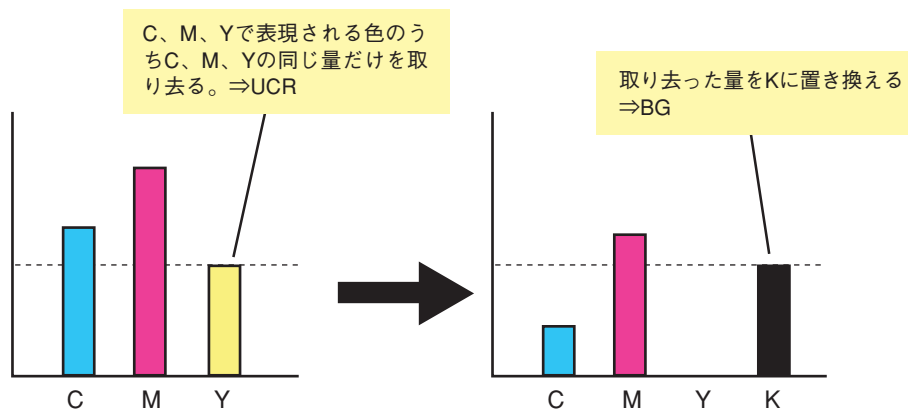 C、M、Yで表現される色のう
ちC、M、Yの同じ量だけを取
り去る。⇒UCR
取り去った量をKに置き換える
⇒BG
C M Y
C M Y K